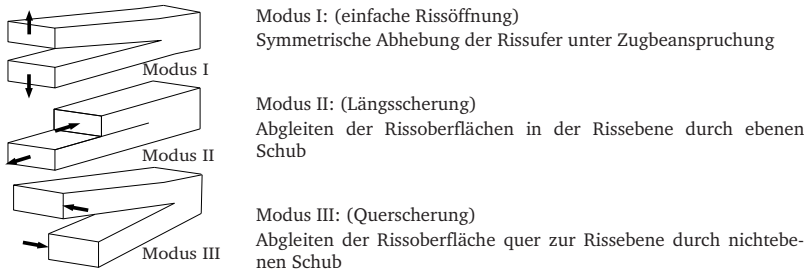 Modus I: (einfache Rissöffnung)
Symmetrische Abhebung der Rissufer unter Zugbeanspruchung
Modus I
Modus II: (Längsscherung)
Abgleiten der Rissoberflächen in der Rissebene durch ebenen
Schub
Modus II
Modus III: (Querscherung)
Abgleiten der Rissoberfläche quer zur Rissebene durch nichtebe-
nen Schub
Modus III